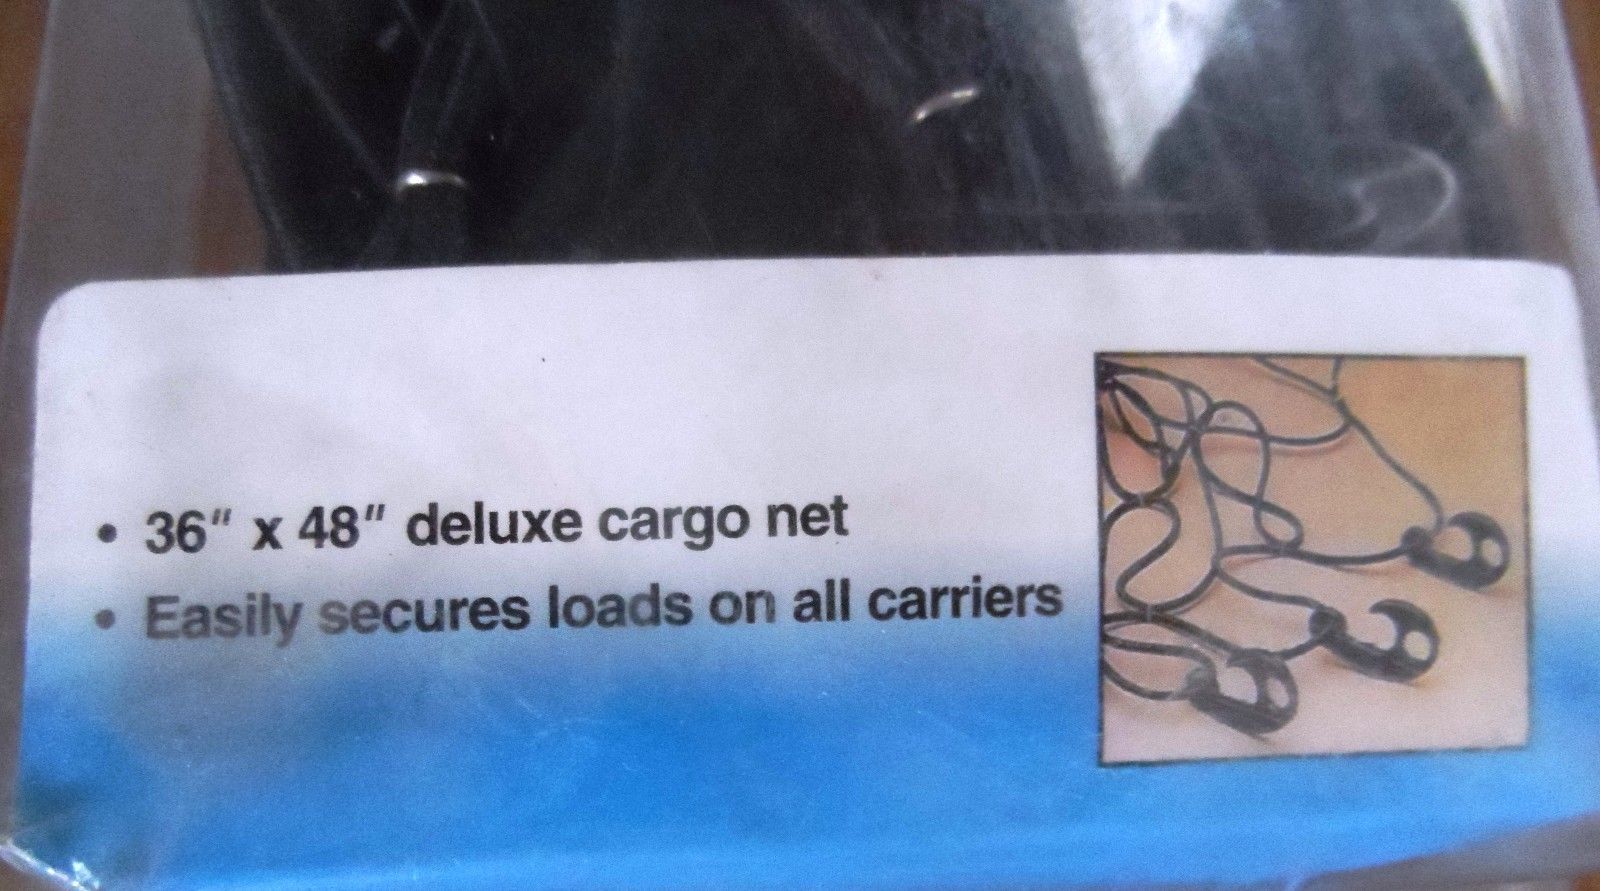 • 36" x 48" deluxe cargo net
• Easily secures loads on all carriers